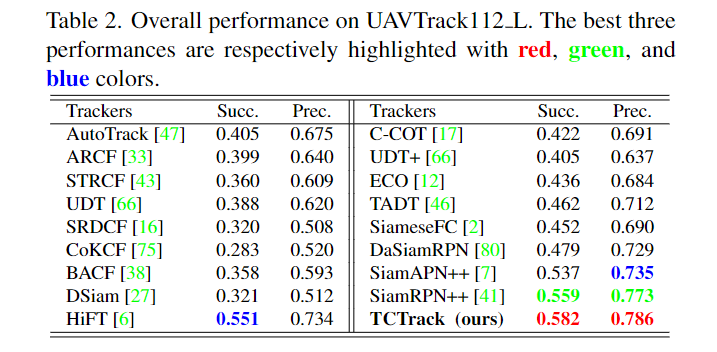 Table 2. Overall performance on UAVTrack112_L. The best three
performances are respectively highlighted with red, green, and
blue colors.
Trackers Succ. Prec. Trackers Succ. Prec.
AutoTrack [47] 0.405 0.675 C-COT [17] 0.422 0.691
ARCF [33] 0.399 0.640 UDT+ [66] 0.405 0.637
STRCF [43] 0.360 0.609 ECO [12] 0.436 0.684
UDT [66] 0.388 0.620 TADT [46] 0.462 0.712
SRDCF [16] 0.320 0.508 SiameseFC [2] 0.452 0.690
CoKCF [75] 0.283 0.520 DaSiamRPN [80] 0.479 0.729
BACF [38] 0.358 0.593 SiamAPN++ [7] 0.537 0.735
DSiam [27] 0.321 0.512 SiamRPN++ [41] 0.559 0.773
HiFT [6] 0.551 0.734 TCTrack (ours) 0.582 0.786